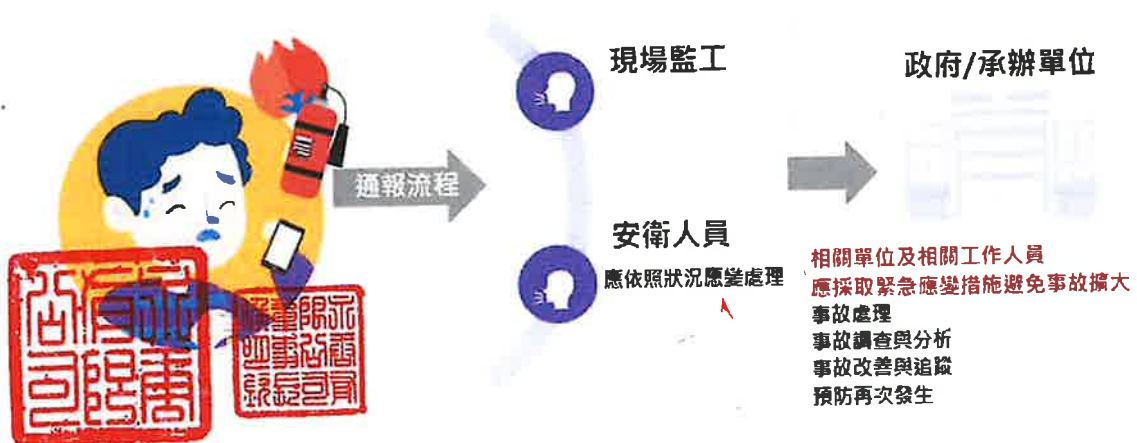 通報流程
現場監工
安衛人員
應依照狀況應變處理
政府/承辦單位
相關單位及相關工作人員
應採取緊急應變措施避免事故擴大
事故處理
事故調查與分析
事故改善與追蹤
預防再次發生